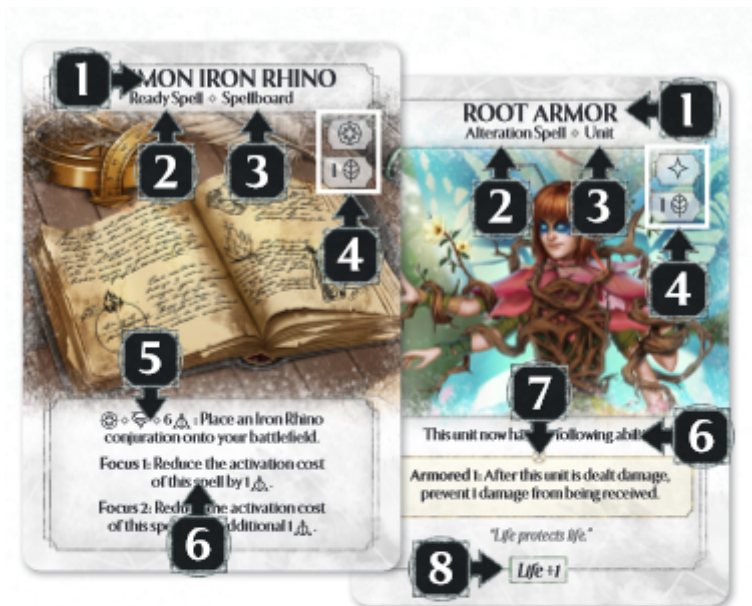 1
MON IRON RHINO
Ready Spell ⋄ Spellboard
2
3
1
4
5
⋄ ⋄ 6 : Place an Iron Rhino
conjuration onto your battlefield.
Focus 1: Reduce the activation cost
of this spell by 1 .
Focus 2: the activation cost
of this additional 1 .
6
1
ROOT ARMOR
Alteration Spell ⋄ Unit
2
3
1
4
7
This unit now following
6
Armored 1: After this unit is dealt damage,
prevent 1 damage from being received.
"Life protects life."
8
Life +1